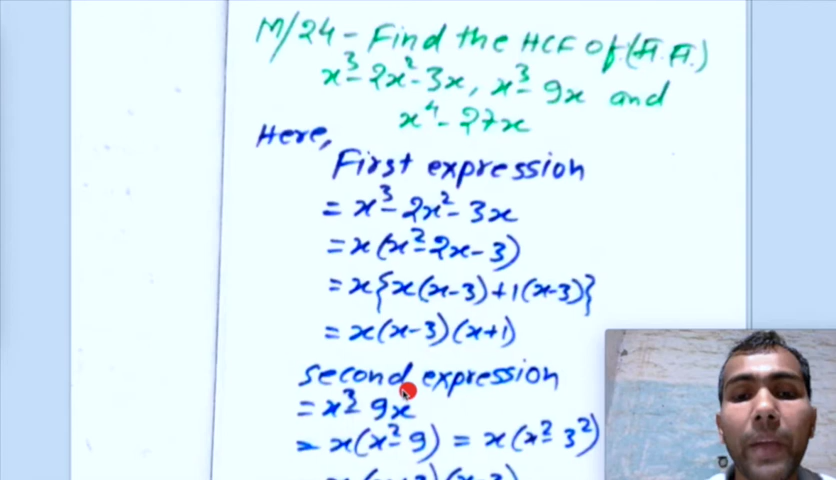 M/24 - Find the HCF of. (म. स.)
x³- 2x²- 3x, x³- 9x and
x⁴- 27x
Here,
First expression
= x³- 2x²- 3x
= x(x²- 2x- 3)
= x{x(x-3)+1(x-3)}
= x(x-3)(x+1)
second expression
= x³- 9x
= x(x²- 9) = x(x²- 3²)